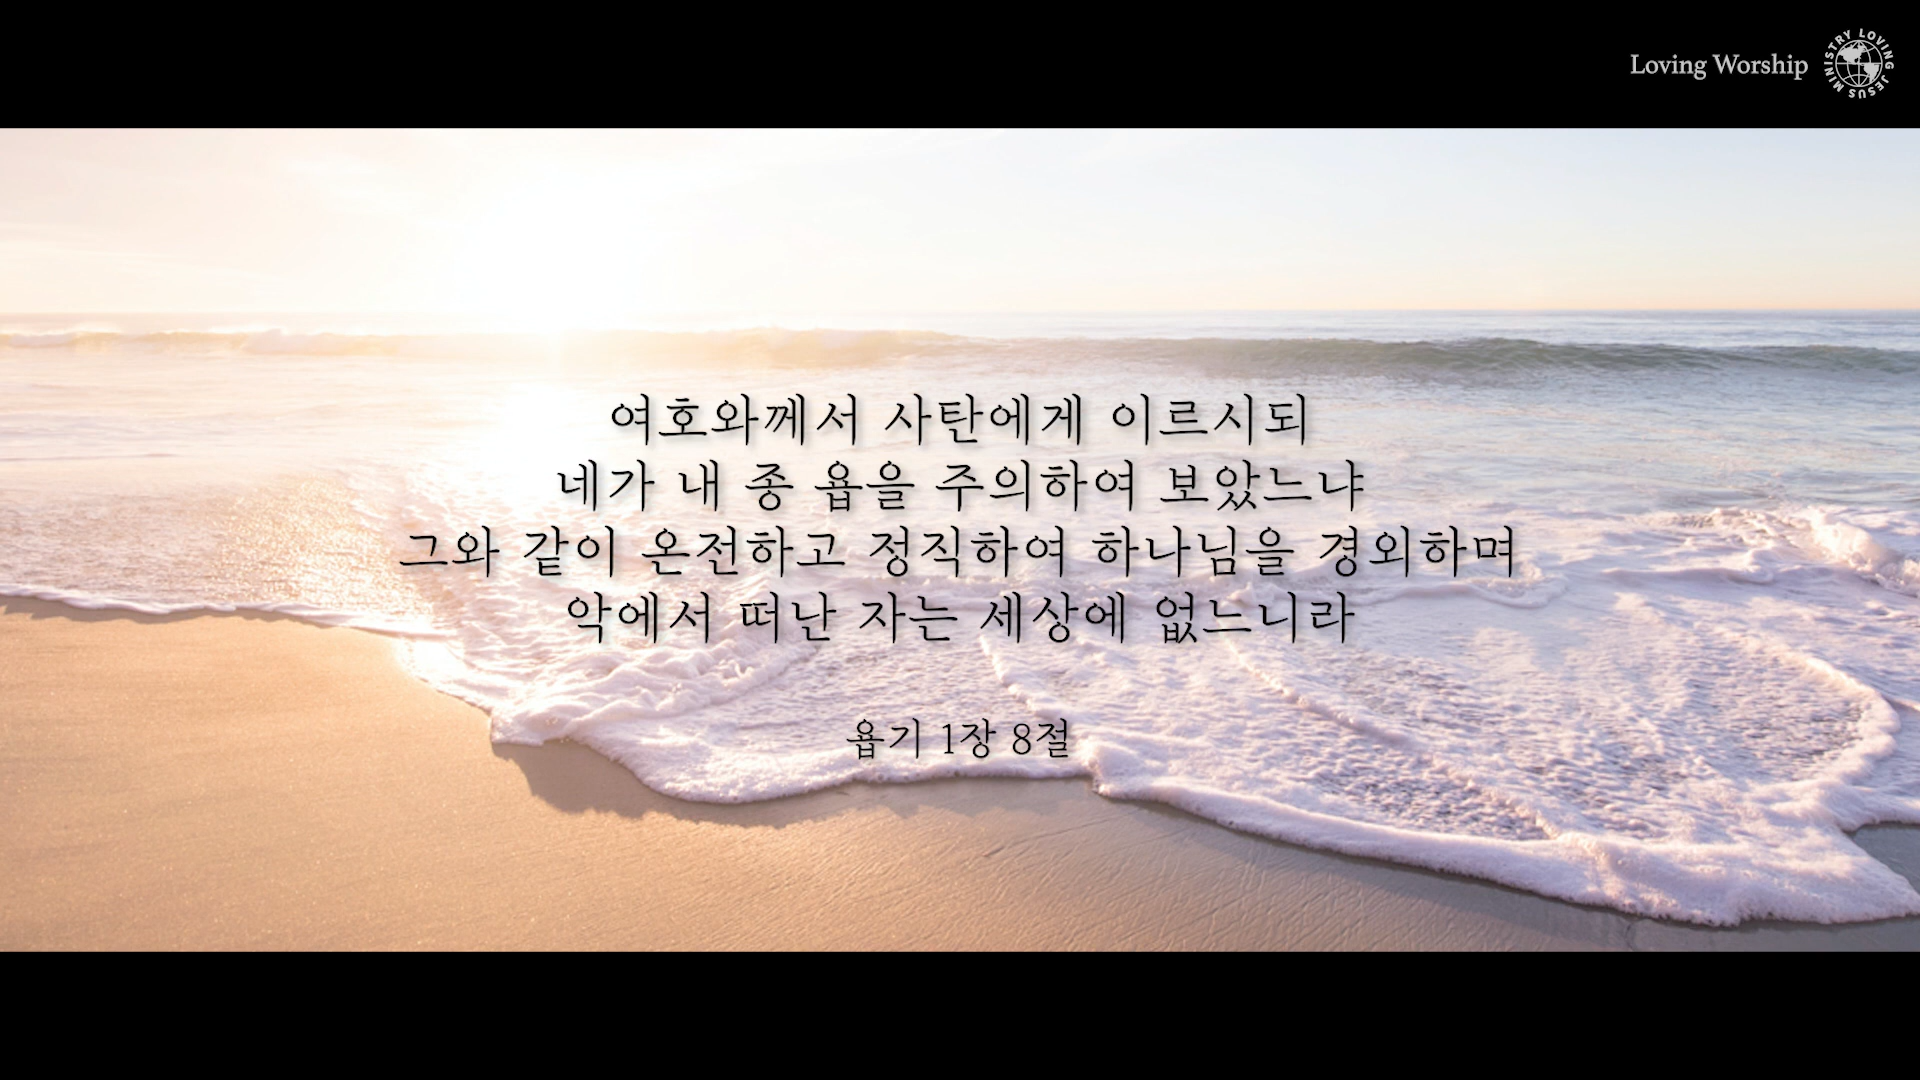 Loving Worship
MINISTRY LOVING JESUS
여호와께서 사탄에게 이르시되
네가 내 종 욥을 주의하여 보았느냐
그와 같이 온전하고 정직하여 하나님을 경외하며
악에서 떠난 자는 세상에 없느니라
욥기 1장 8절